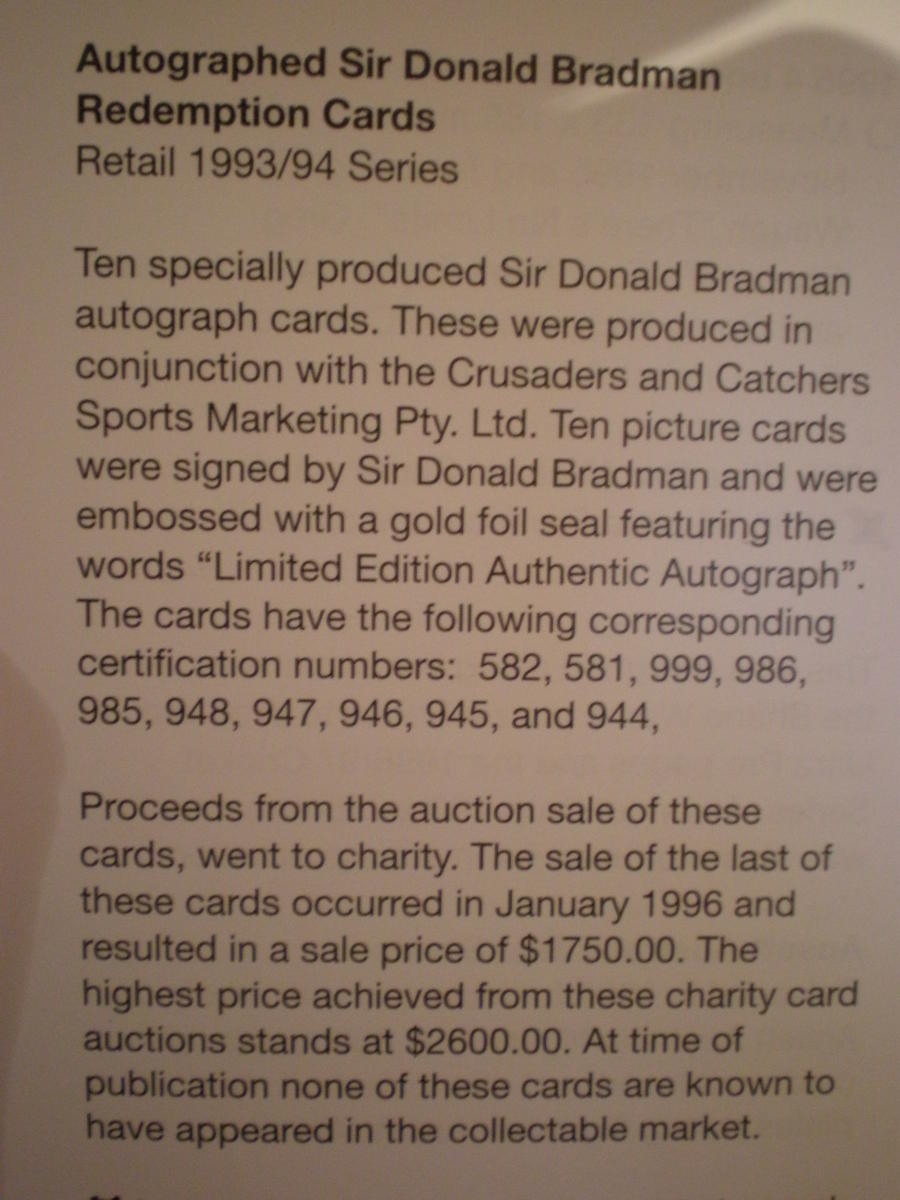 Autographed Sir Donald Bradman
Redemption Cards
Retail 1993/94 Series
Ten specially produced Sir Donald Bradman
autograph cards. These were produced in
conjunction with the Crusaders and Catchers
Sports Marketing Pty. Ltd. Ten picture cards
were signed by Sir Donald Bradman and were
embossed with a gold foil seal featuring the
words “Limited Edition Authentic Autograph”.
The cards have the following corresponding
certification numbers:  582, 581, 999, 986,
985, 948, 947, 946, 945, and 944,
Proceeds from the auction sale of these
cards, went to charity. The sale of the last of
these cards occurred in January 1996 and
resulted in a sale price of $1750.00. The
highest price achieved from these charity card
auctions stands at $2600.00. At time of
publication none of these cards are known to
have appeared in the collectable market.